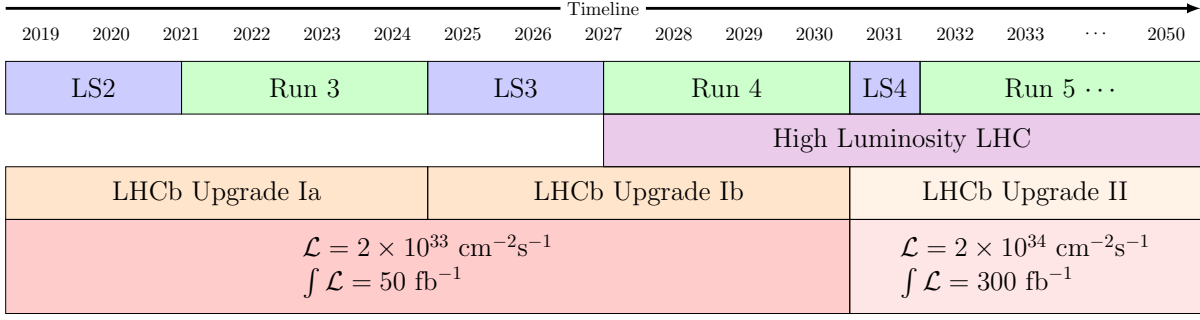 Timeline
2019 2020 2021 2022 2023 2024 2025 2026 2027 2028 2029 2030 2031 2032 2033 ⋯ 2050
LS2 Run 3 LS3 Run 4 LS4 Run 5 ⋯
High Luminosity LHC
LHCb Upgrade Ia LHCb Upgrade Ib LHCb Upgrade II
ℒ = 2 × 10³³ cm⁻²s⁻¹ ℒ = 2 × 10³⁴ cm⁻²s⁻¹
∫ ℒ = 50 fb⁻¹ ∫ ℒ = 300 fb⁻¹